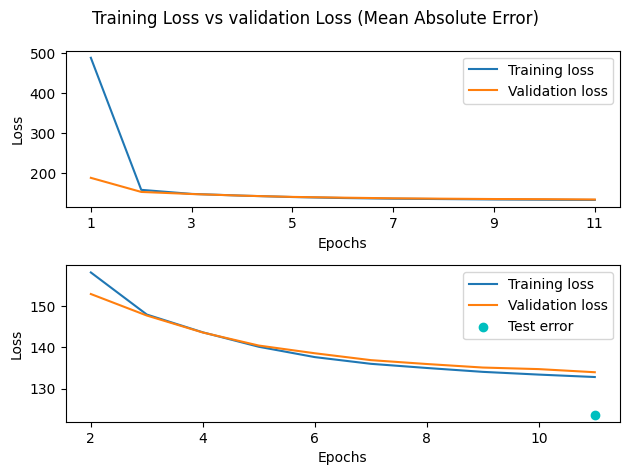 Training Loss vs validation Loss (Mean Absolute Error)
500
400
300
200
Loss
Training loss
Validation loss
1 3 5 7 9 11
Epochs
150
140
130
Loss
Training loss
Validation loss
Test error
2 4 6 8 10
Epochs